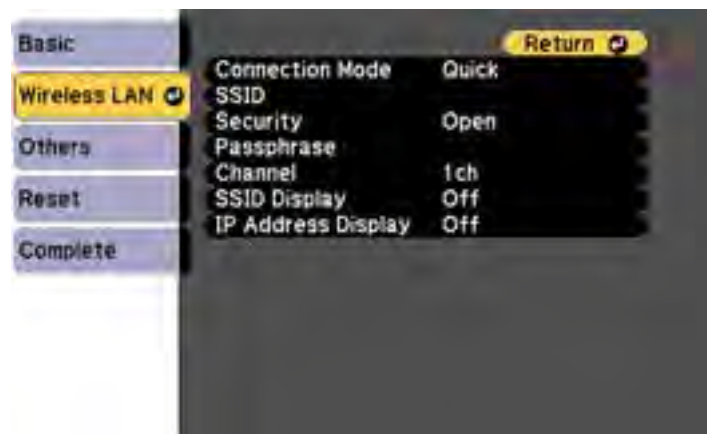 Basic
Wireless LAN
Others
Reset
Complete
Return
Connection Mode Quick
SSID
Security Open
Passphrase
Channel 1ch
SSID Display Off
IP Address Display Off